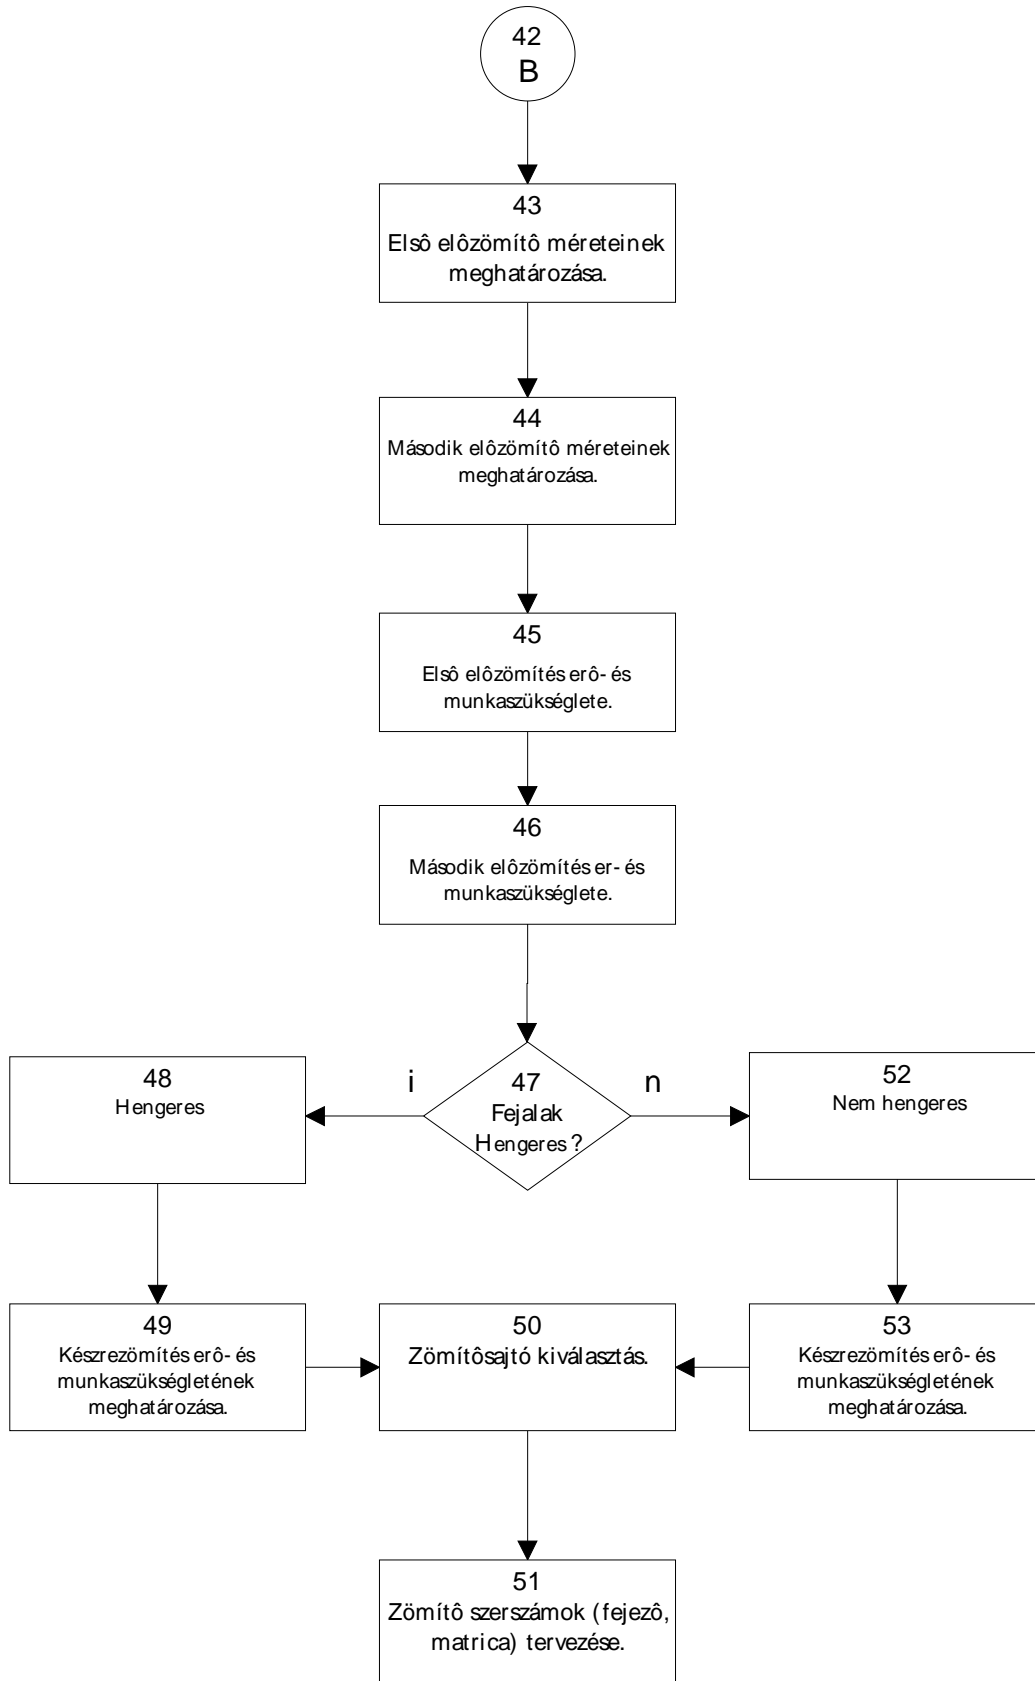 42
B
43
Elsô elôzömítô méreteinek
meghatározása.
44
Második elôzömítô méreteinek
meghatározása.
45
Elsô elôzömítés erô- és
munkaszükséglete.
46
Második elôzömítés er- és
munkaszükséglete.
i
47
Fejalak
Hengeres?
n
48
Hengeres
52
Nem hengeres
49
Készrezömítés erô- és
munkaszükségletének
meghatározása.
50
Zömítôsajtó kiválasztás.
53
Készrezömítés erô- és
munkaszükségletének
meghatározása.
51
Zömítô szerszámok (fejezô,
matrica) tervezése.